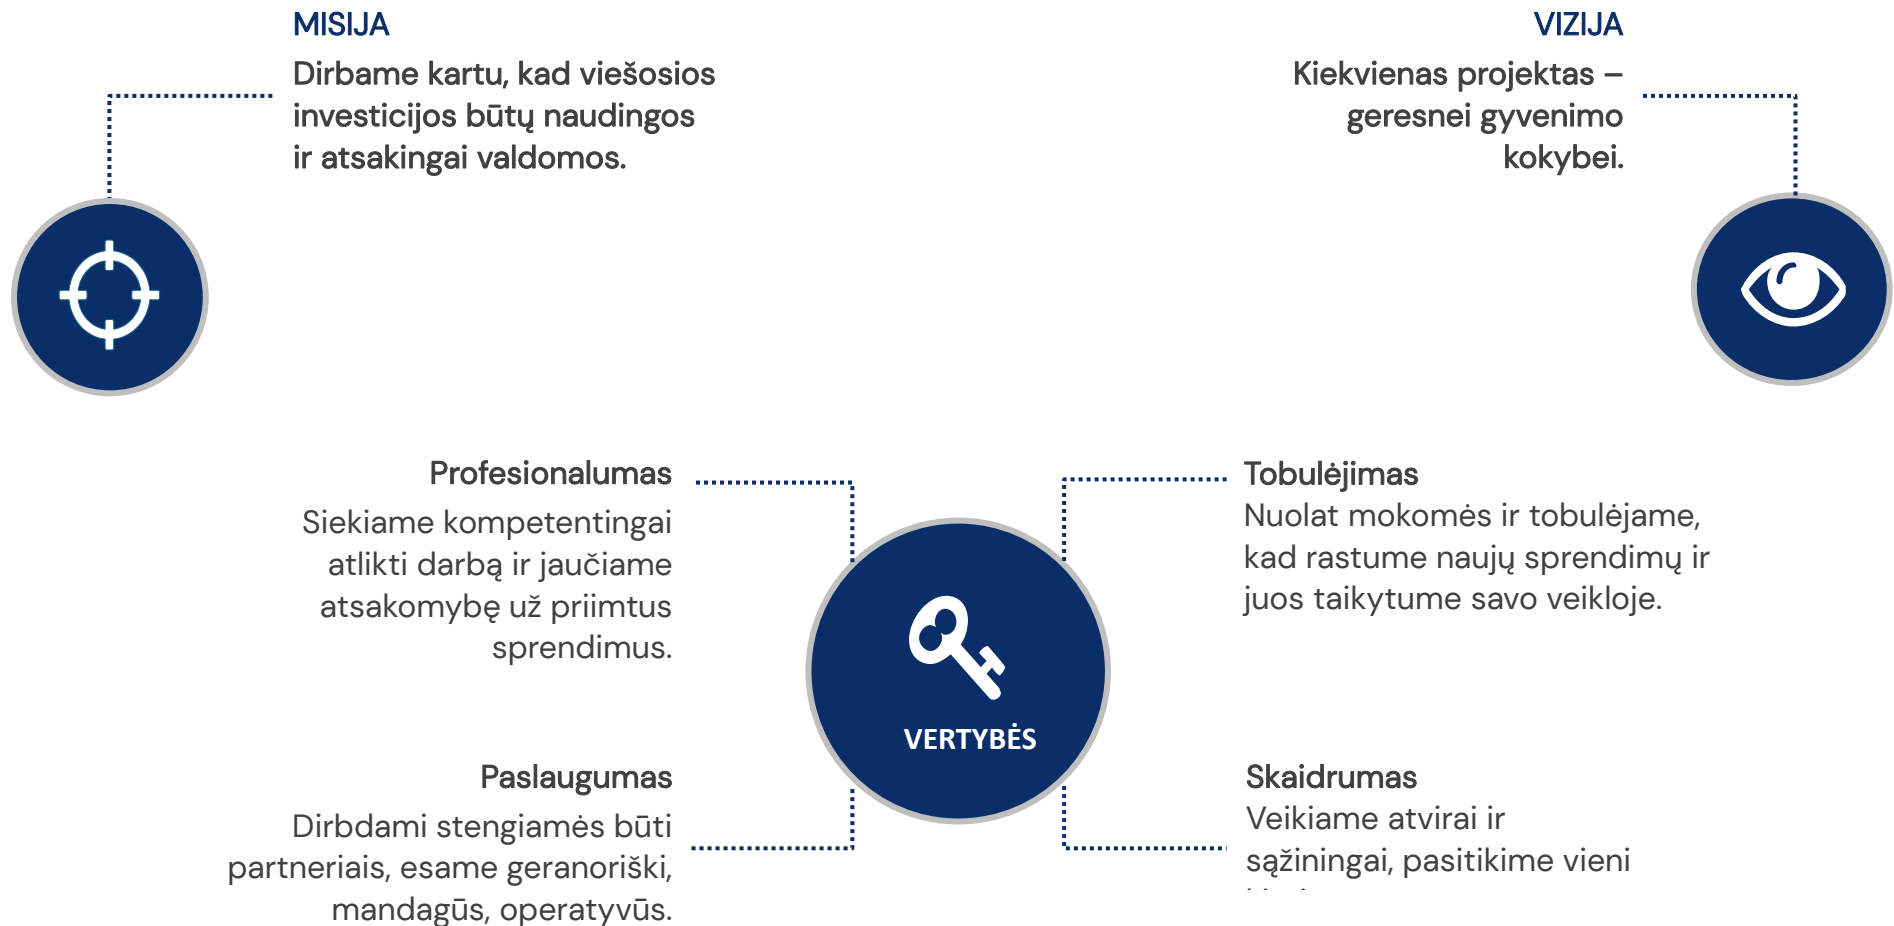 MISIJA
Dirbame kartu, kad viešosios
investicijos būtų naudingos
ir atsakingai valdomos.
VIZIJA
Kiekvienas projektas –
geresnei gyvenimo
kokybei.
Profesionalumas
Siekiame kompetentingai
atlikti darbą ir jaučiame
atsakomybę už priimtus
sprendimus.
Tobulėjimas
Nuolat mokomės ir tobulėjame,
kad rastume naujų sprendimų ir
juos taikytume savo veikloje.
VERTYBĖS
Paslaugumas
Dirbdami stengiamės būti
partneriais, esame geranoriški,
mandagūs, operatyvūs.
Skaidrumas
Veikiame atvirai ir
sąžiningai, pasitikime vieni